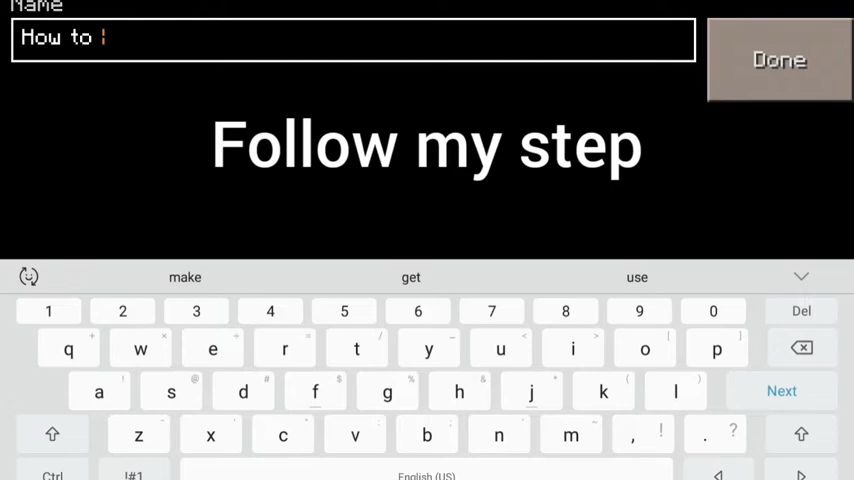 Name
How to
Done
Follow my step
make get use
1 2 3 4 5 6 7 8 9 0 Del
q + w × e ÷ r = t / y _ u < i > o [ p ]
a ! s @ d # f $ g % h & j * k ( l ) Next
z - x ' c " v : b ; n , m ~ , ! . ?
Ctrl !#1 English (US)